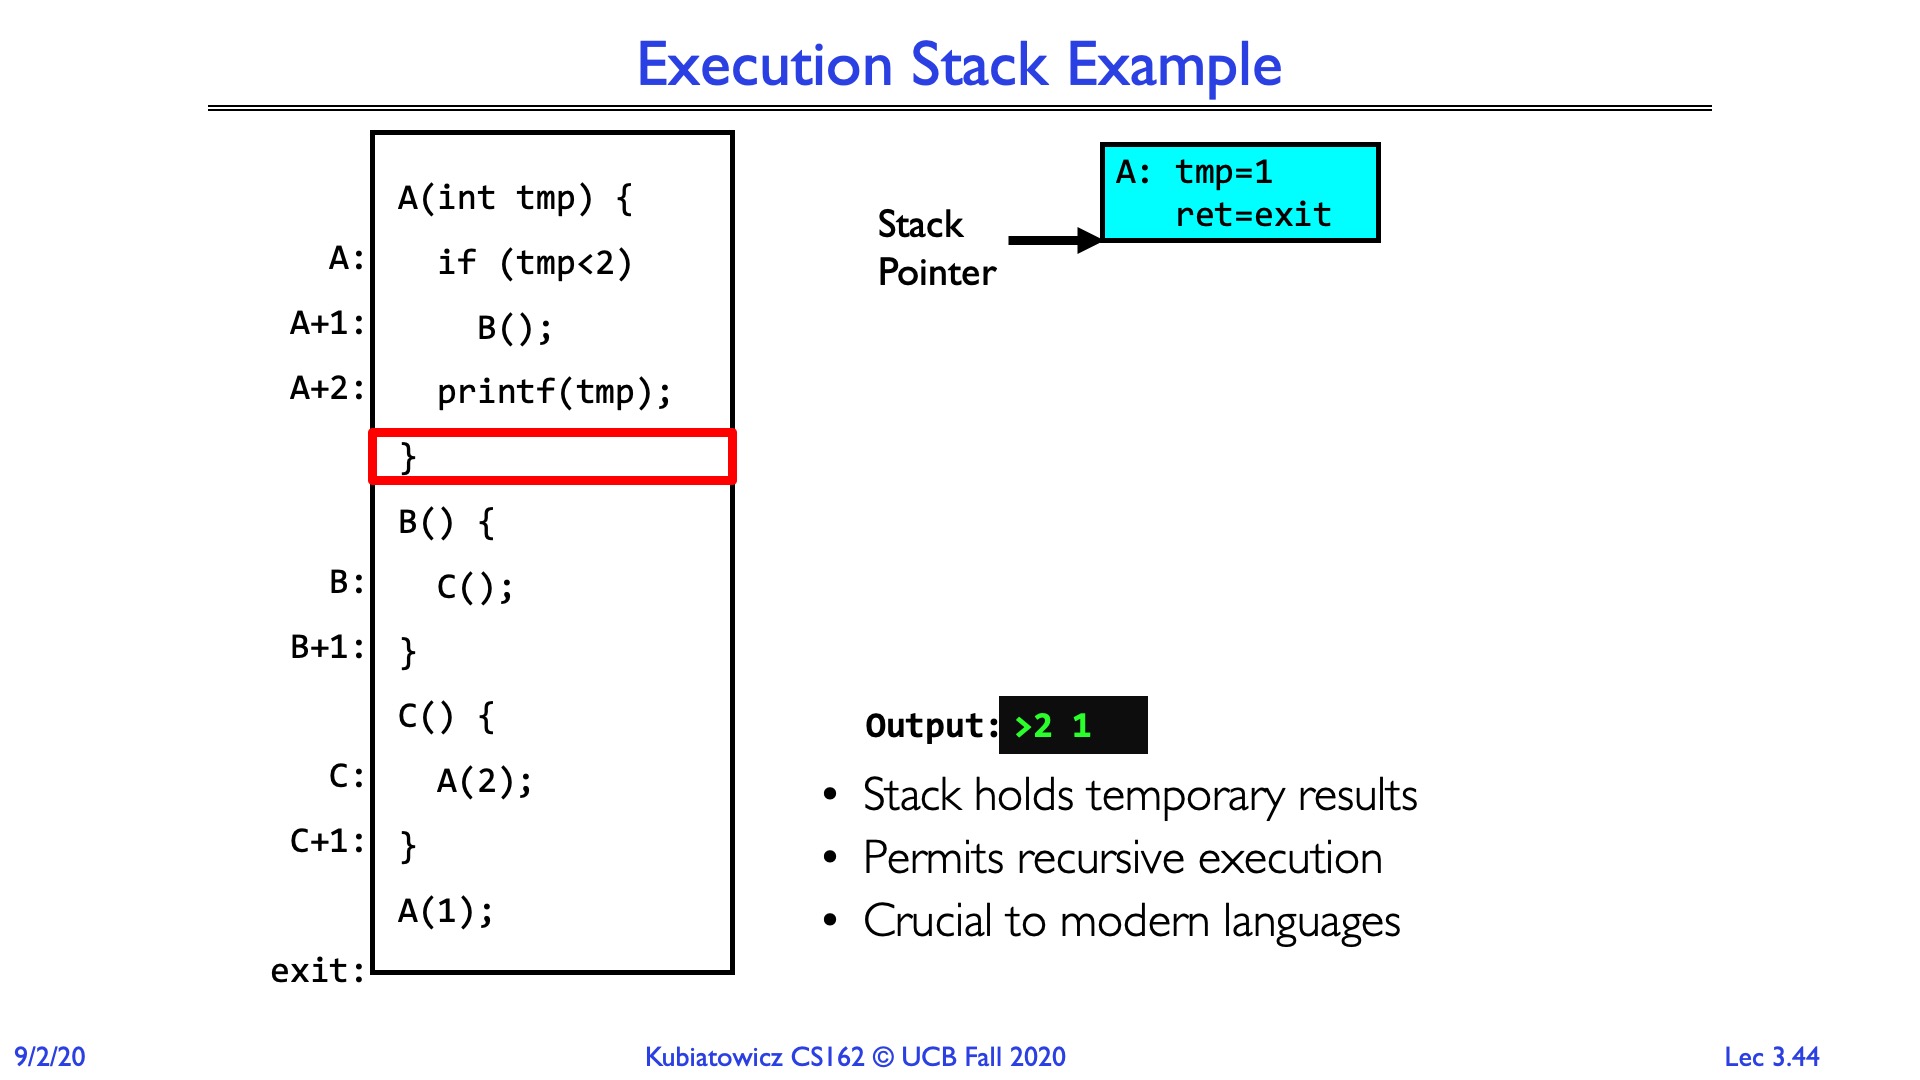 Execution Stack Example
A(int tmp) {
A: if (tmp<2)
A+1: B();
A+2: printf(tmp);
}
B() {
B: C();
B+1: }
C() {
C: A(2);
C+1: }
A(1);
exit:
A: tmp=1
ret=exit
Stack
Pointer
Output: >2 1
• Stack holds temporary results
• Permits recursive execution
• Crucial to modern languages
9/2/20
Kubiatowicz CS162 © UCB Fall 2020
Lec 3.44